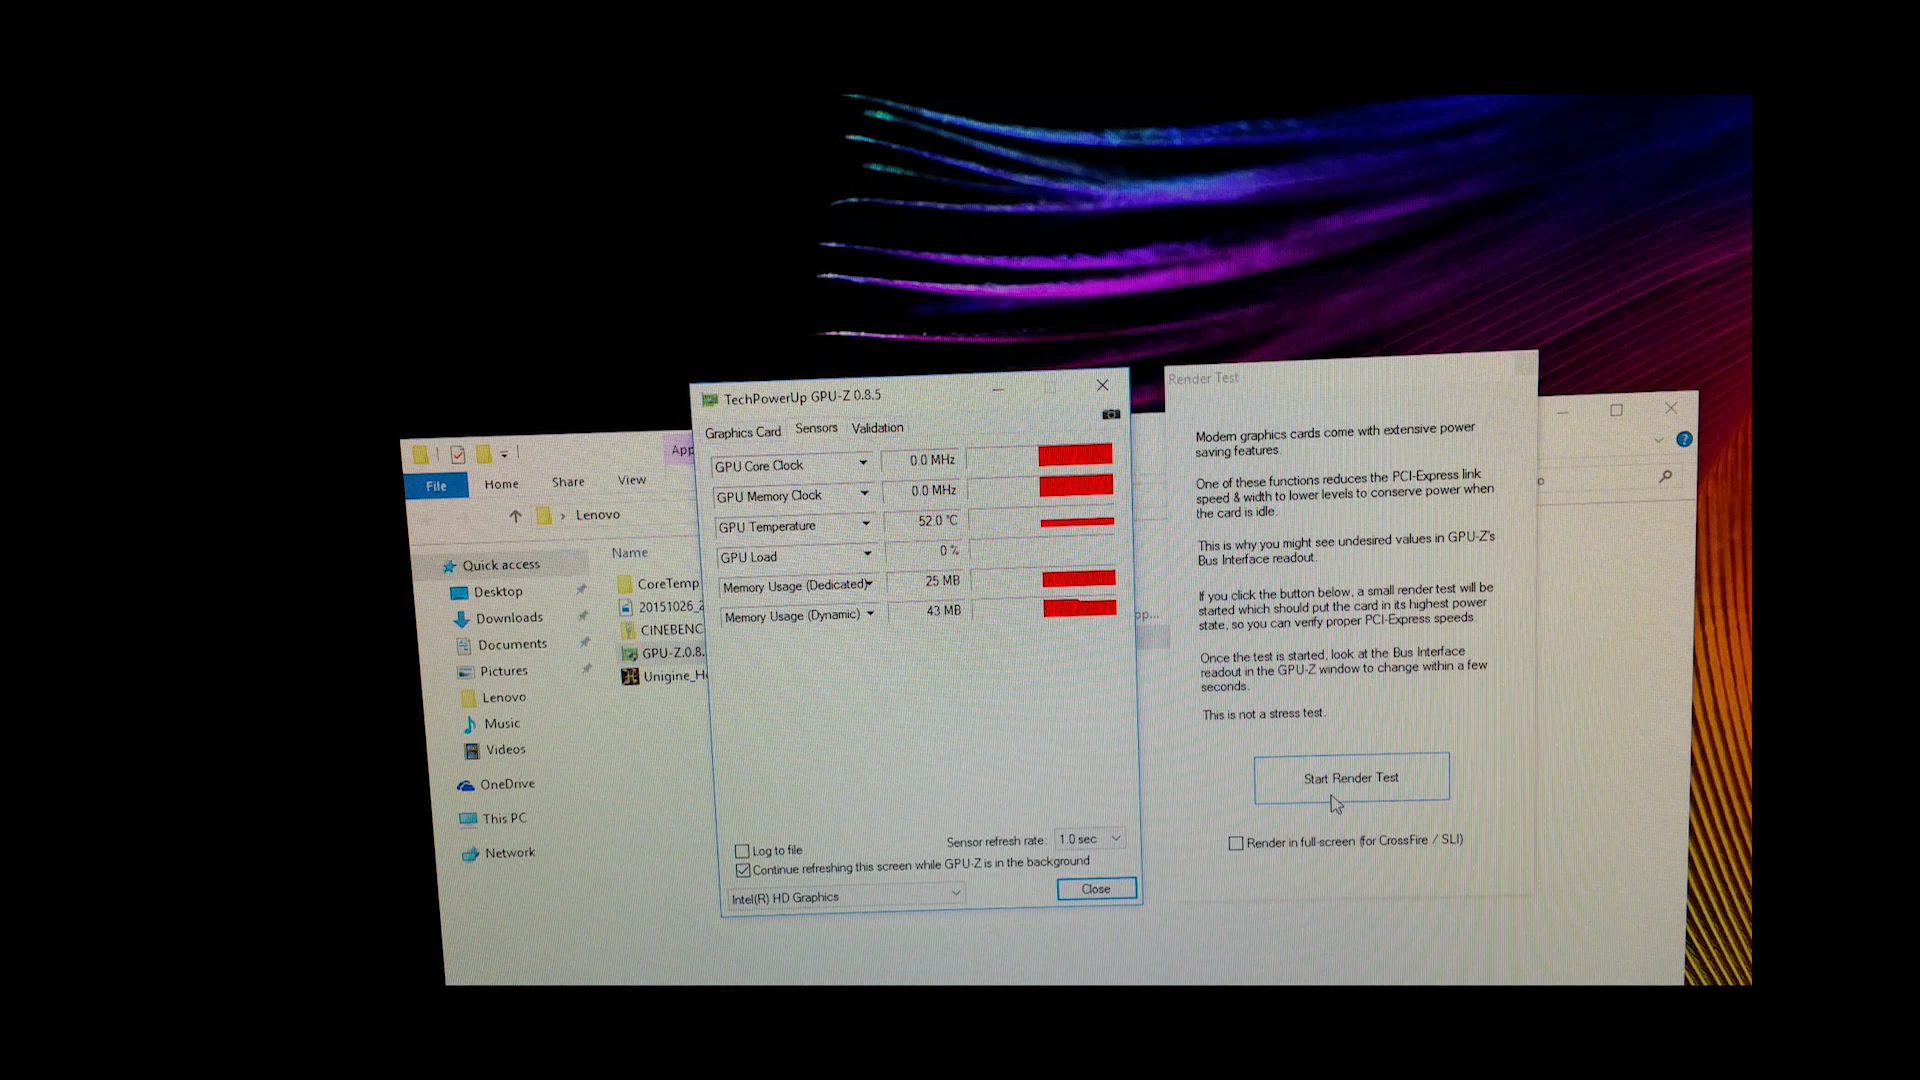 TechPowerUp GPU-Z 0.8.5
Graphics Card
Sensors
Validation
GPU Core Clock
0.0 MHz
GPU Memory Clock
0.0 MHz
GPU Temperature
52.0 °C
GPU Load
0 %
Memory Usage (Dedicated)
25 MB
Memory Usage (Dynamic)
43 MB
Log to file
Sensor refresh rate:
1.0 sec
Continue refreshing this screen while GPU-Z is in the background
Intel(R) HD Graphics
Close
Render Test
Modern graphics cards come with extensive power
saving features.
One of these functions reduces the PCI-Express link
speed & width to lower levels to conserve power when
the card is idle.
This is why you might see undesired values in GPU-Z's
Bus Interface readout.
If you click the button below, a small render test will be
started which should put the card in its highest power
state, so you can verify proper PCI-Express speeds
Once the test is started, look at the Bus Interface
readout in the GPU-Z window to change within a few
seconds.
This is not a stress test.
Start Render Test
Render in full-screen (for CrossFire / SLI)
App
File
Home
Share
View
Lenovo
Name
Quick access
Desktop
Downloads
Documents
Pictures
Lenovo
Music
Videos
OneDrive
This PC
Network
CoreTemp
20151026_
CINEBENC
GPU-Z.0.8.
Unigine_H